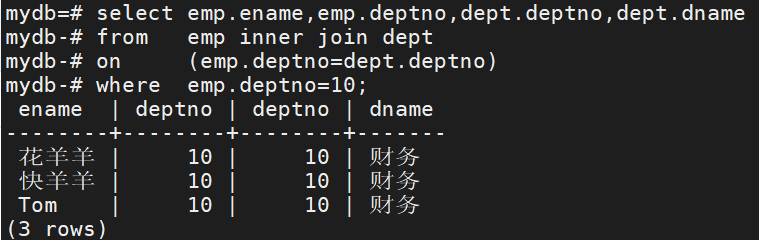 mydb=# select emp.ename,emp.deptno,dept.deptno,dept.dname
mydb-# from   emp inner join dept
mydb-# on     (emp.deptno=dept.deptno)
mydb-# where  emp.deptno=10;
 ename  | deptno | deptno | dname
--------+--------+--------+-------
 花羊羊 |     10 |     10 | 财务
 快羊羊 |     10 |     10 | 财务
 Tom    |     10 |     10 | 财务
(3 rows)